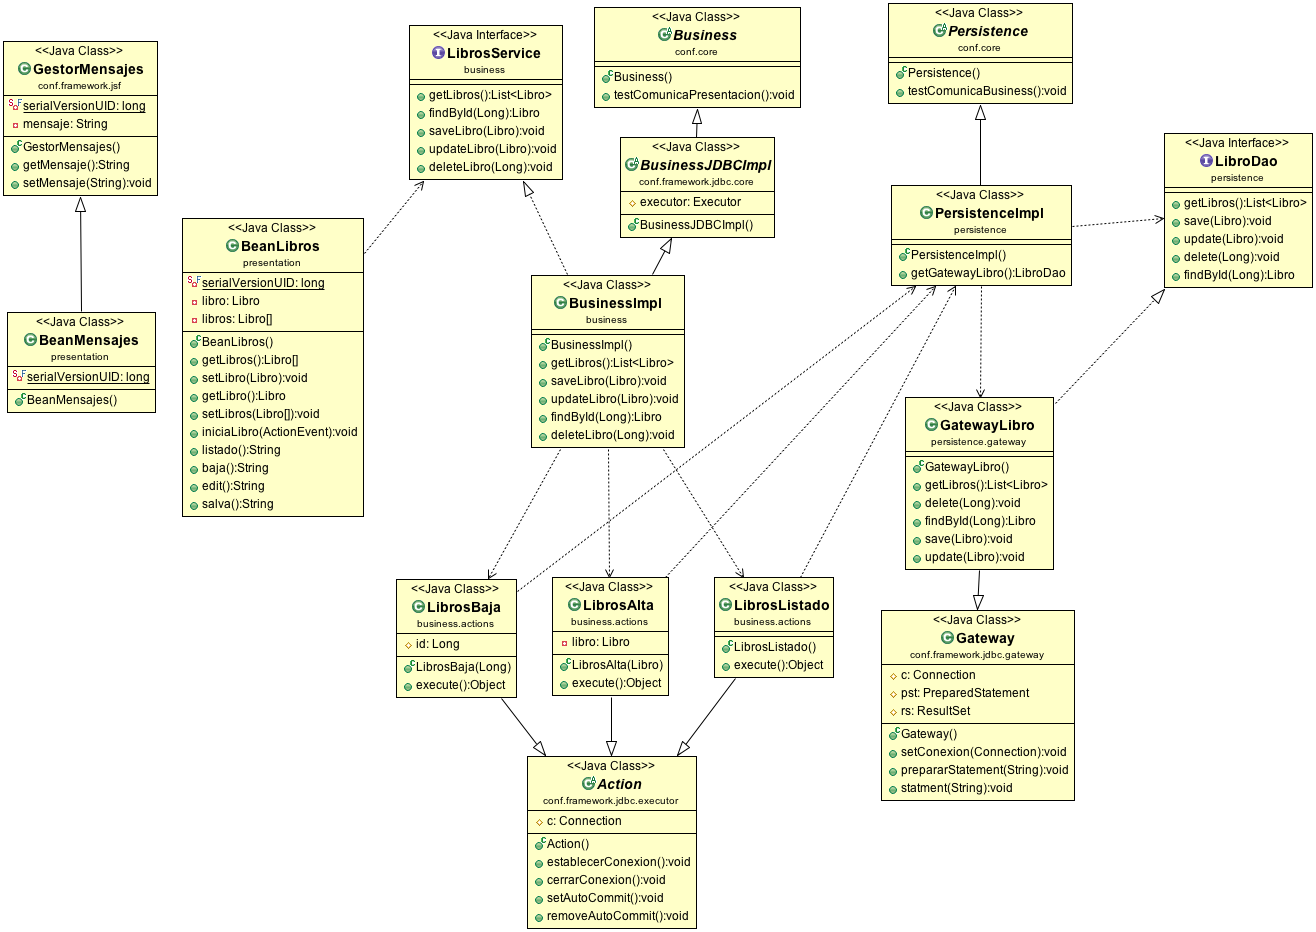 <<Java Class>>
GestorMensajes
conf.framework.jsf
serialVersionUID: long
mensaje: String
GestorMensajes()
getMensaje():String
setMensaje(String):void
<<Java Class>>
BeanMensajes
presentation
serialVersionUID: long
BeanMensajes()
<<Java Class>>
BeanLibros
presentation
serialVersionUID: long
libro: Libro
libros: Libro[]
BeanLibros()
getLibros():Libro[]
setLibro(Libro):void
getLibro():Libro
setLibros(Libro[]):void
iniciaLibro(ActionEvent):void
listado():String
baja():String
edit():String
salva():String
<<Java Interface>>
LibrosService
business
getLibros():List<Libro>
findById(Long):Libro
saveLibro(Libro):void
updateLibro(Libro):void
deleteLibro(Long):void
<<Java Class>>
Business
conf.core
Business()
testComunicaPresentacion():void
<<Java Class>>
BusinessJDBCImpl
conf.framework.jdbc.core
executor: Executor
BusinessJDBCImpl()
<<Java Class>>
BusinessImpl
business
BusinessImpl()
getLibros():List<Libro>
saveLibro(Libro):void
updateLibro(Libro):void
findById(Long):Libro
deleteLibro(Long):void
<<Java Class>>
Persistence
conf.core
Persistence()
testComunicaBusiness():void
<<Java Class>>
PersistenceImpl
persistence
PersistenceImpl()
getGatewayLibro():LibroDao
<<Java Interface>>
LibroDao
persistence
getLibros():List<Libro>
save(Libro):void
update(Libro):void
delete(Long):void
findById(Long):Libro
<<Java Class>>
GatewayLibro
persistence.gateway
GatewayLibro()
getLibros():List<Libro>
delete(Long):void
findById(Long):Libro
save(Libro):void
update(Libro):void
<<Java Class>>
LibrosBaja
business.actions
id: Long
LibrosBaja(Long)
execute():Object
<<Java Class>>
LibrosAlta
business.actions
libro: Libro
LibrosAlta(Libro)
execute():Object
<<Java Class>>
LibrosListado
business.actions
LibrosListado()
execute():Object
<<Java Class>>
Gateway
conf.framework.jdbc.gateway
c: Connection
pst: PreparedStatement
rs: ResultSet
Gateway()
setConexion(Connection):void
prepararStatement(String):void
statment(String):void
<<Java Class>>
Action
conf.framework.jdbc.executor
c: Connection
Action()
establecerConexion():void
cerrarConexion():void
setAutoCommit():void
removeAutoCommit():void